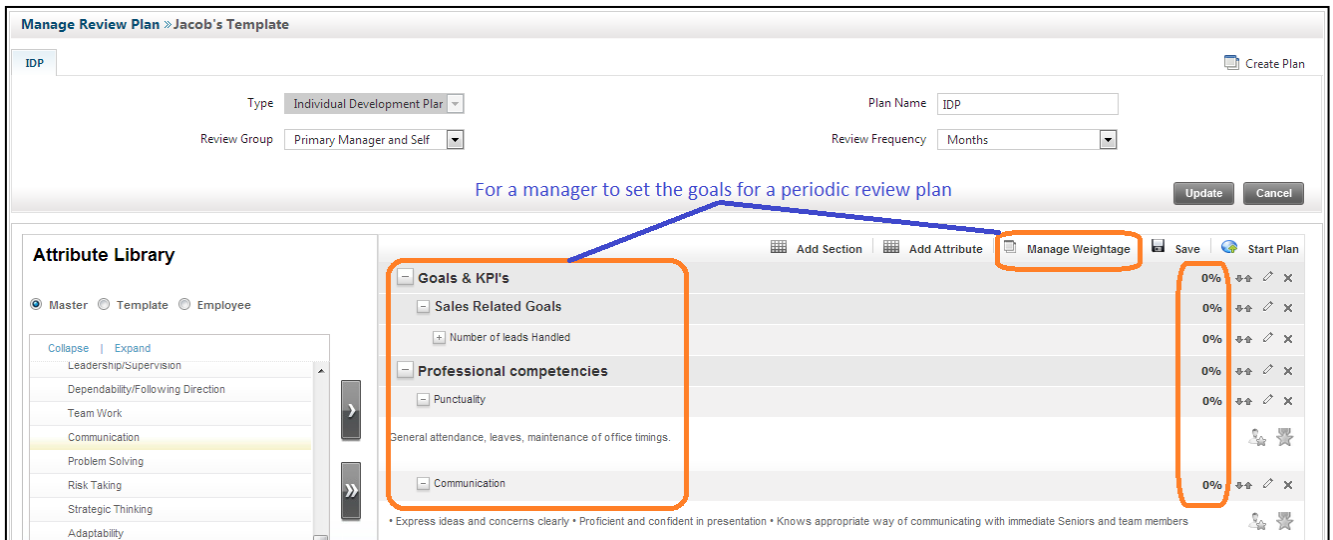 Manage Review Plan » Jacob's Template
IDP
Create Plan
Type Individual Development Plar Plan Name IDP
Review Group Primary Manager and Self Review Frequency Months
For a manager to set the goals for a periodic review plan
Update Cancel
Attribute Library
Add Section Add Attribute Manage Weightage Save Start Plan
Master Template Employee
Collapse | Expand
Leadership/Supervision
Dependability/Following Direction
Team Work
Communication
Problem Solving
Risk Taking
Strategic Thinking
Adaptability
Goals & KPI's 0%
Sales Related Goals 0%
Number of leads Handled 0%
Professional competencies 0%
Punctuality 0%
General attendance, leaves, maintenance of office timings.
Communication 0%
• Express ideas and concerns clearly • Proficient and confident in presentation • Knows appropriate way of communicating with immediate Seniors and team members